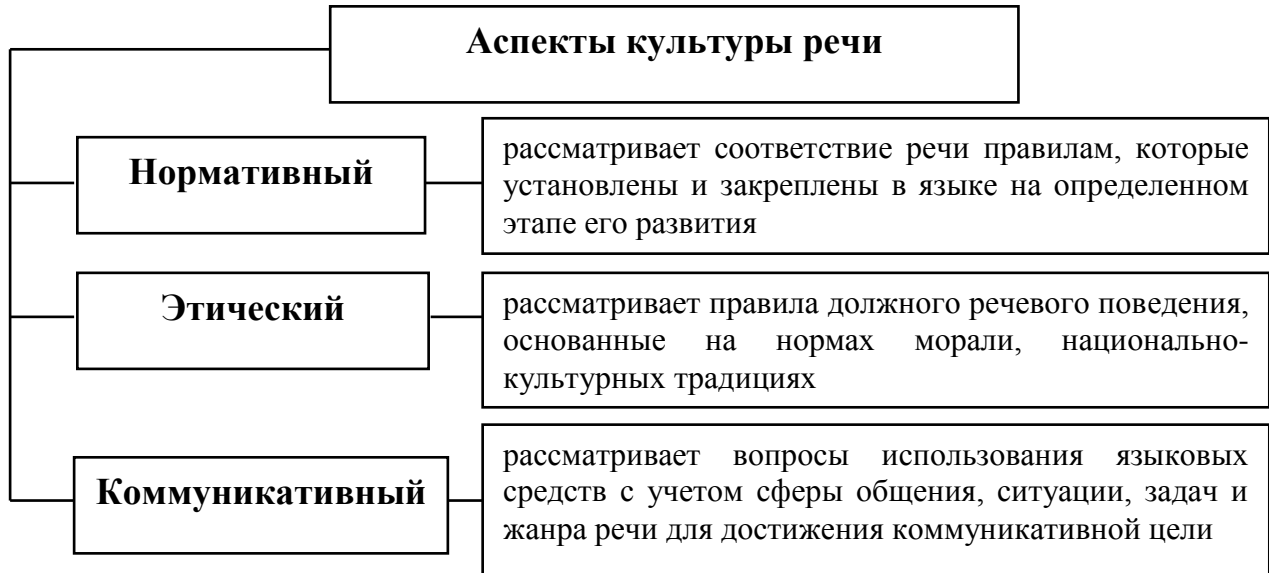 Аспекты культуры речи
Нормативный
рассматривает соответствие речи правилам, которые
установлены и закреплены в языке на определенном
этапе его развития
Этический
рассматривает правила должного речевого поведения,
основанные на нормах морали, национально-
культурных традициях
Коммуникативный
рассматривает вопросы использования языковых
средств с учетом сферы общения, ситуации, задач и
жанра речи для достижения коммуникативной цели